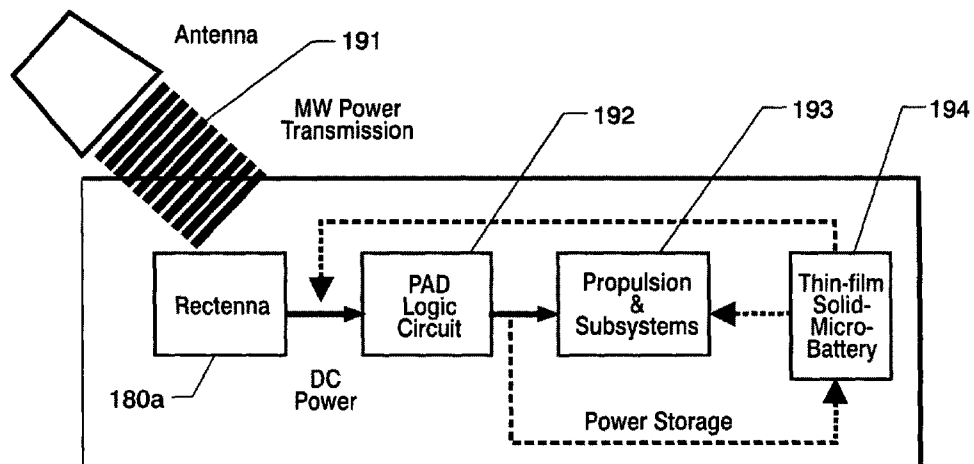 Antenna
191
MW Power
Transmission
192
193
194
Rectenna
PAD
Logic
Circuit
Propulsion
&
Subsystems
Thin-film
Solid-
Micro-
Battery
180a
DC
Power
Power Storage